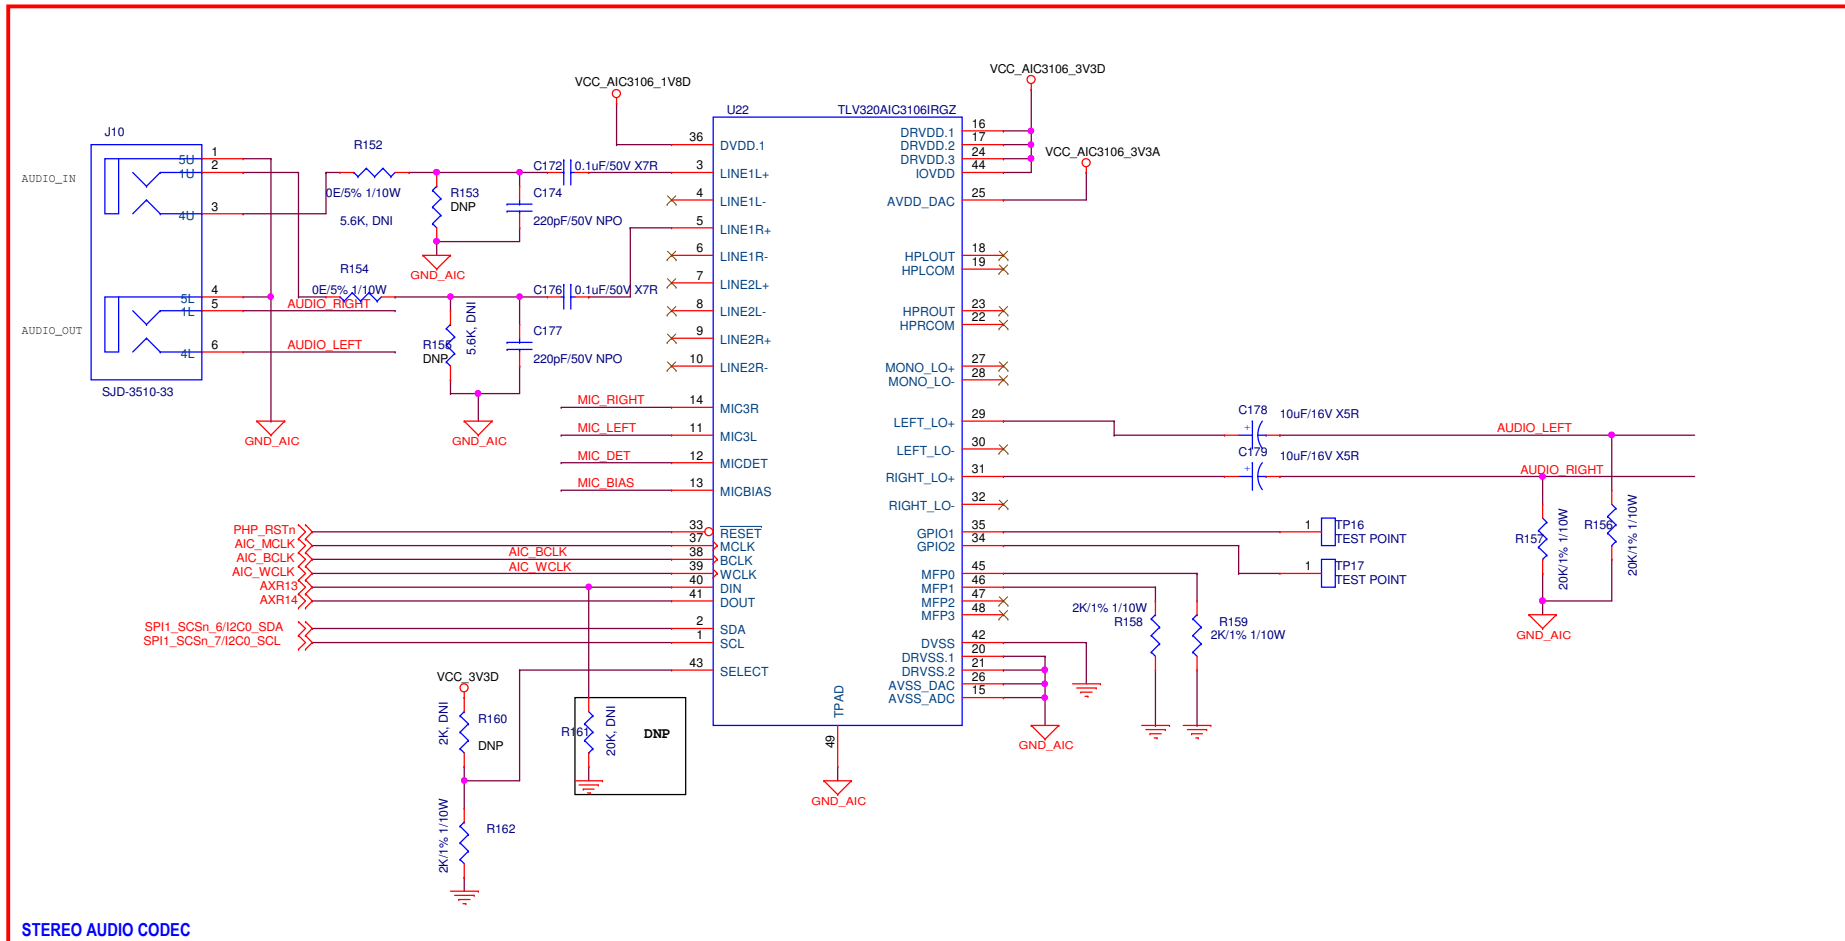 VCC_AIC3106_1V8D
VCC_AIC3106_3V3D
VCC_AIC3106_3V3A
U22
TLV320AIC3106IRGZ
J10
AUDIO_IN
AUDIO_OUT
5U
1U
4U
5L
1L
4L
1
2
3
4
5
6
SJD-3510-33
AUDIO_RIGHT
AUDIO_LEFT
GND_AIC
R152
0E/5% 1/10W
5.6K, DNI
R153
DNP
C172
0.1uF/50V X7R
C174
220pF/50V NPO
GND_AIC
R154
0E/5% 1/10W
R155
DNP
5.6K, DNI
C176
0.1uF/50V X7R
C177
220pF/50V NPO
GND_AIC
MIC_RIGHT
MIC_LEFT
MIC_DET
MIC_BIAS
PHP_RSTn
AIC_MCLK
AIC_BCLK
AIC_WCLK
AXR13
AXR14
AIC_BCLK
AIC_WCLK
SPI1_SCSn_6/I2C0_SDA
SPI1_SCSn_7/I2C0_SCL
36 DVDD.1
3 LINE1L+
4 LINE1L-
5 LINE1R+
6 LINE1R-
7 LINE2L+
8 LINE2L-
9 LINE2R+
10 LINE2R-
14 MIC3R
11 MIC3L
12 MICDET
13 MICBIAS
33 RESET
37 MCLK
38 BCLK
39 WCLK
40 DIN
41 DOUT
2 SDA
1 SCL
43 SELECT
TPAD
49
GND_AIC
DRVDD.1 16
DRVDD.2 17
DRVDD.3 24
IOVDD 44
AVDD_DAC 25
HPLOUT 18
HPLCOM 19
HPROUT 23
HPRCOM 22
MONO_LO+ 27
MONO_LO- 28
LEFT_LO+ 29
LEFT_LO- 30
RIGHT_LO+ 31
RIGHT_LO- 32
GPIO1 35
GPIO2 34
MFP0 45
MFP1 46
MFP2 47
MFP3 48
DVSS 42
DRVSS.1 20
DRVSS.2 21
AVSS_DAC 26
AVSS_ADC 15
GND_AIC
C178
10uF/16V X5R
AUDIO_LEFT
C179
10uF/16V X5R
AUDIO_RIGHT
1 TP16
TEST POINT
1 TP17
TEST POINT
R157
20K/1% 1/10W
R156
20K/1% 1/10W
GND_AIC
2K/1% 1/10W
R158
R159
2K/1% 1/10W
VCC_3V3D
2K, DNI
R160
DNP
2K/1% 1/10W
R162
R161
20K, DNI
DNP
STEREO AUDIO CODEC